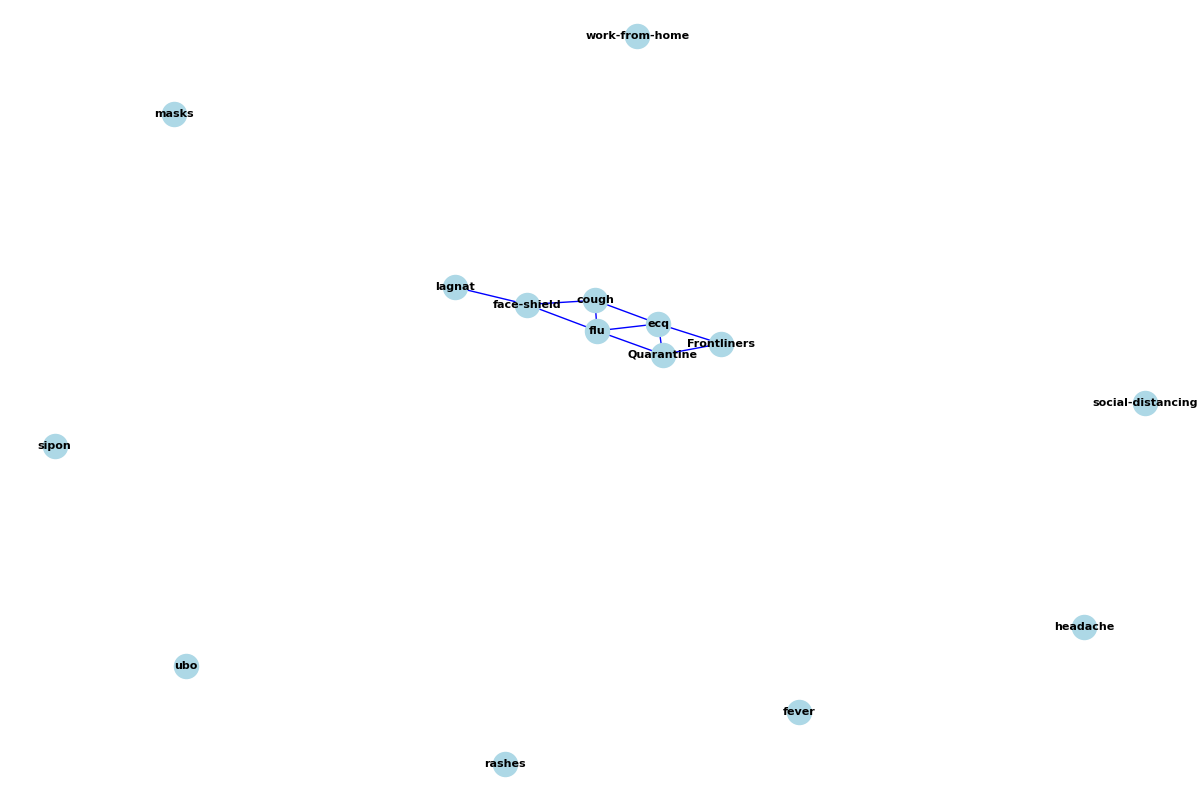 work-from-home
masks
lagnat
face-shield
cough
flu
ecq
Quarantine
Frontliners
social-distancing
sipon
headache
ubo
fever
rashes